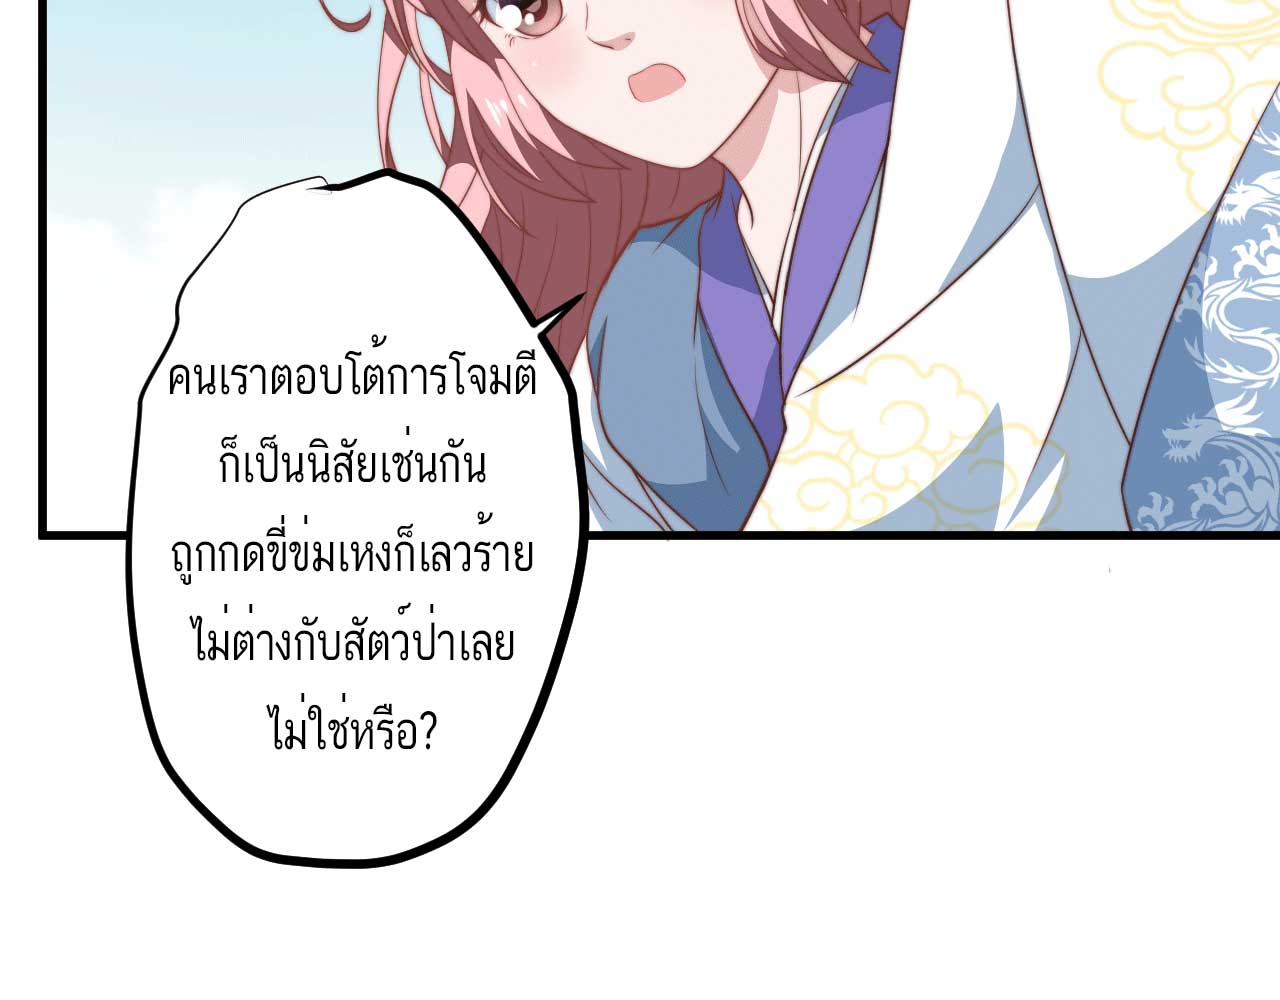 คนเราตอบโต้การโจมตี
ก็เป็นนิสัยเช่นกัน
ถูกกดขี่ข่มเหงก็เลวร้าย
ไม่ต่างกับสัตว์ป่าเลย
ไม่ใช่หรือ?